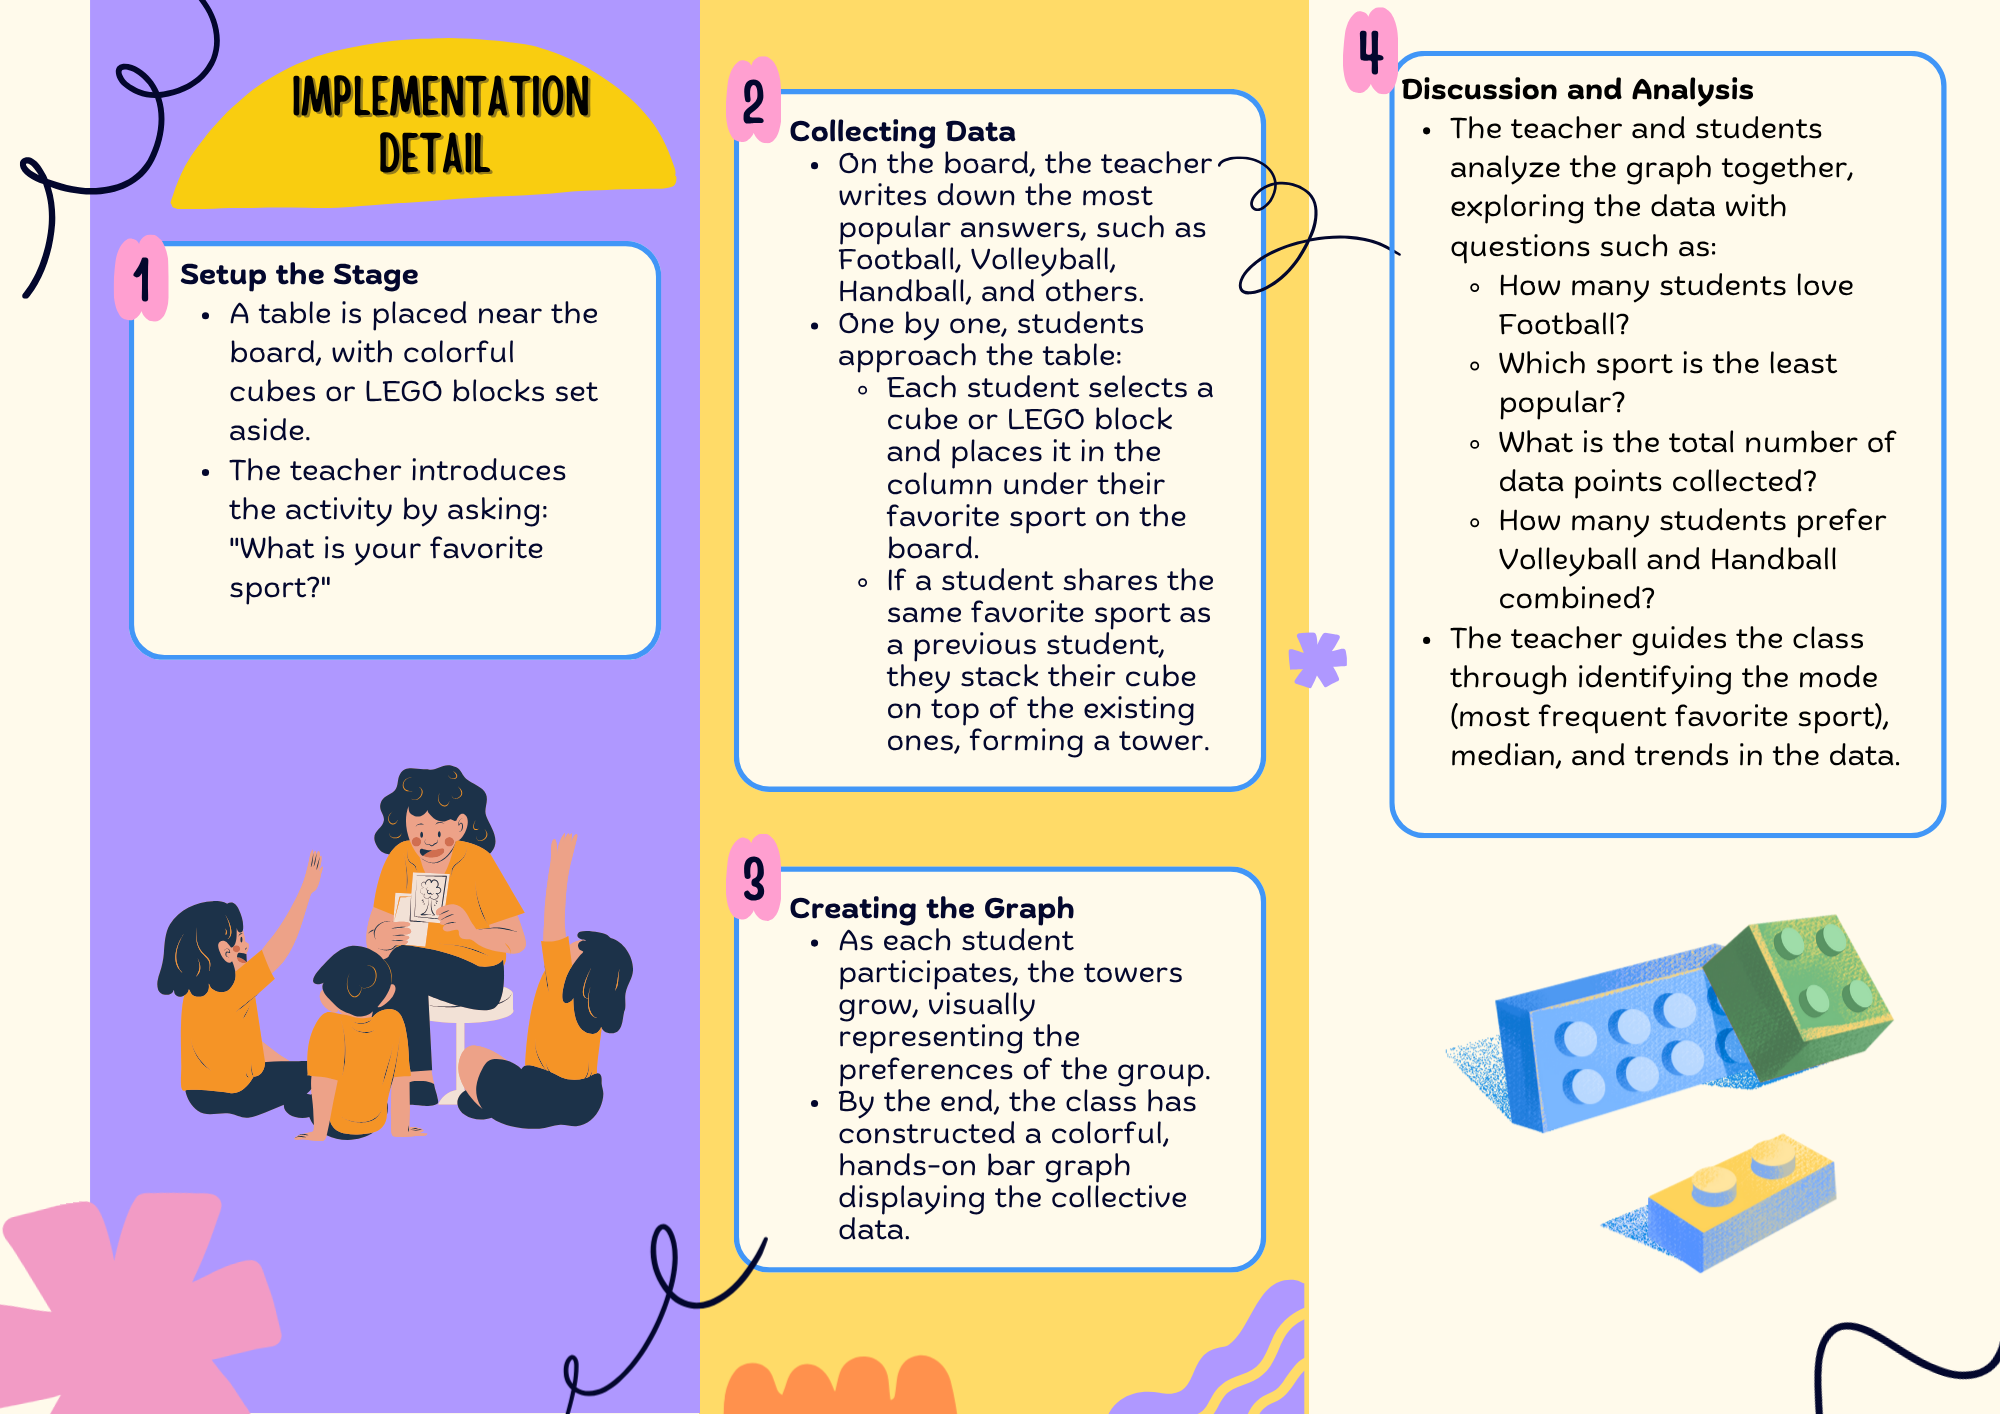 IMPLEMENTATION
DETAIL
1
Setup the Stage
• A table is placed near the
board, with colorful
cubes or LEGO blocks set
aside.
• The teacher introduces
the activity by asking:
"What is your favorite
sport?"
2
Collecting Data
• On the board, the teacher
writes down the most
popular answers, such as
Football, Volleyball,
Handball, and others.
• One by one, students
approach the table:
◦ Each student selects a
cube or LEGO block
and places it in the
column under their
favorite sport on the
board.
◦ If a student shares the
same favorite sport as
a previous student,
they stack their cube
on top of the existing
ones, forming a tower.
3
Creating the Graph
• As each student
participates, the towers
grow, visually
representing the
preferences of the group.
• By the end, the class has
constructed a colorful,
hands-on bar graph
displaying the collective
data.
4
Discussion and Analysis
• The teacher and students
analyze the graph together,
exploring the data with
questions such as:
◦ How many students love
Football?
◦ Which sport is the least
popular?
◦ What is the total number of
data points collected?
◦ How many students prefer
Volleyball and Handball
combined?
• The teacher guides the class
through identifying the mode
(most frequent favorite sport),
median, and trends in the data.